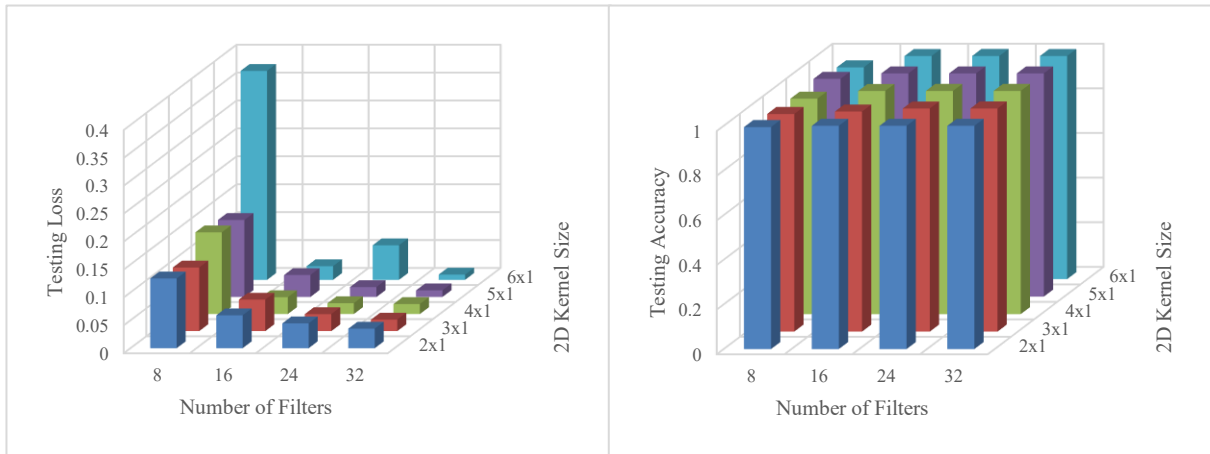 0.4
0.35
0.3
0.25
0.2
0.15
0.1
0.05
0
Testing Loss
8
16
24
32
Number of Filters
2x1
3x1
4x1
5x1
6x1
2D Kernel Size
1
0.8
0.6
0.4
0.2
0
Testing Accuracy
8
16
24
32
Number of Filters
2x1
3x1
4x1
5x1
6x1
2D Kernel Size